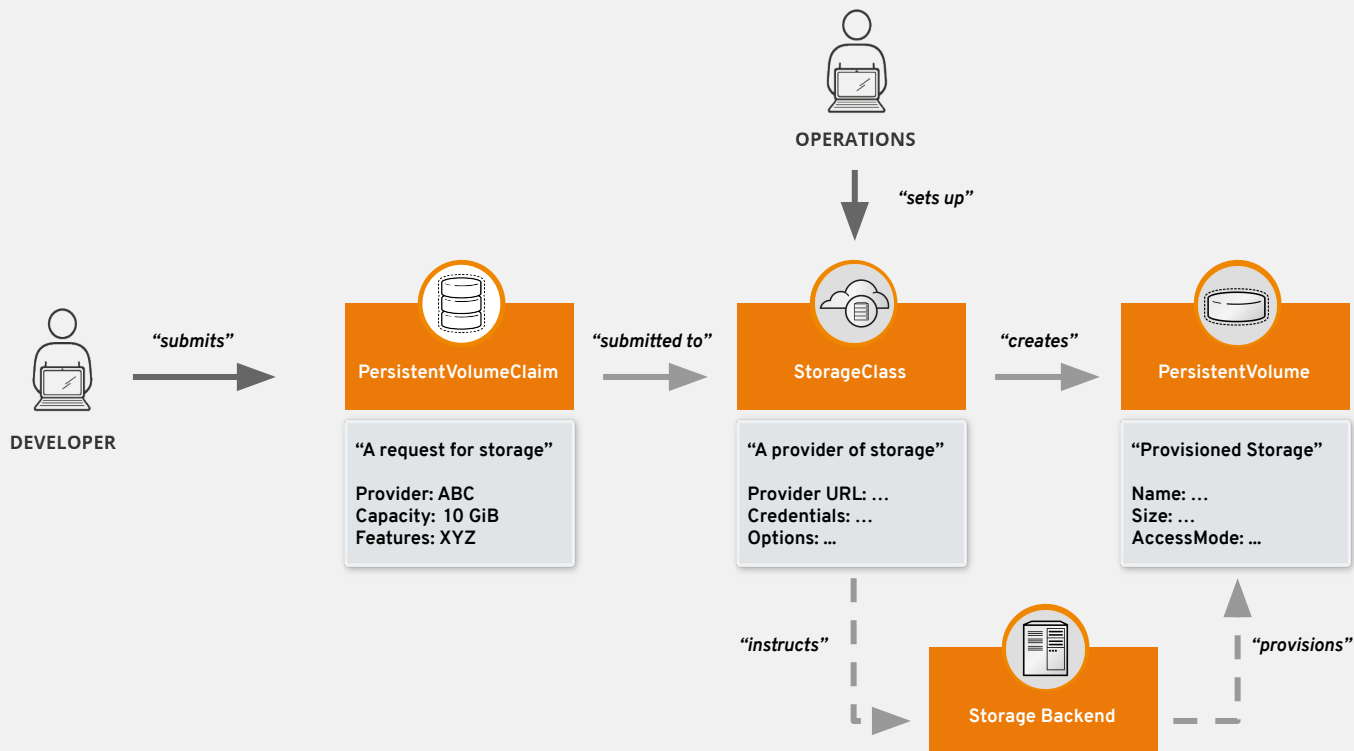 OPERATIONS
“sets up”
DEVELOPER
“submits”
PersistentVolumeClaim
“A request for storage”
Provider: ABC
Capacity: 10 GiB
Features: XYZ
“submitted to”
StorageClass
“A provider of storage”
Provider URL: ...
Credentials: ...
Options: ...
“creates”
PersistentVolume
“Provisioned Storage”
Name: ...
Size: ...
AccessMode: ...
“instructs”
Storage Backend
“provisions”